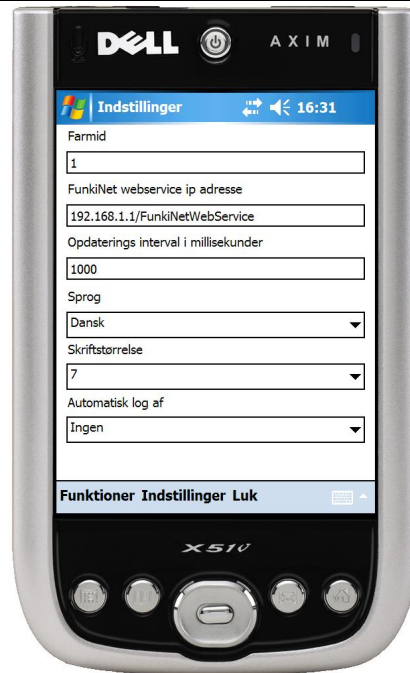 DELL AXIM
Indstillinger 16:31
Farmid
1
FunkiNet webservice ip adresse
192.168.1.1/FunkiNetWebService
Opdaterings interval i millisekunder
1000
Sprog
Dansk
Skriftstørrelse
7
Automatisk log af
Ingen
Funktioner Indstillinger Luk
X51v